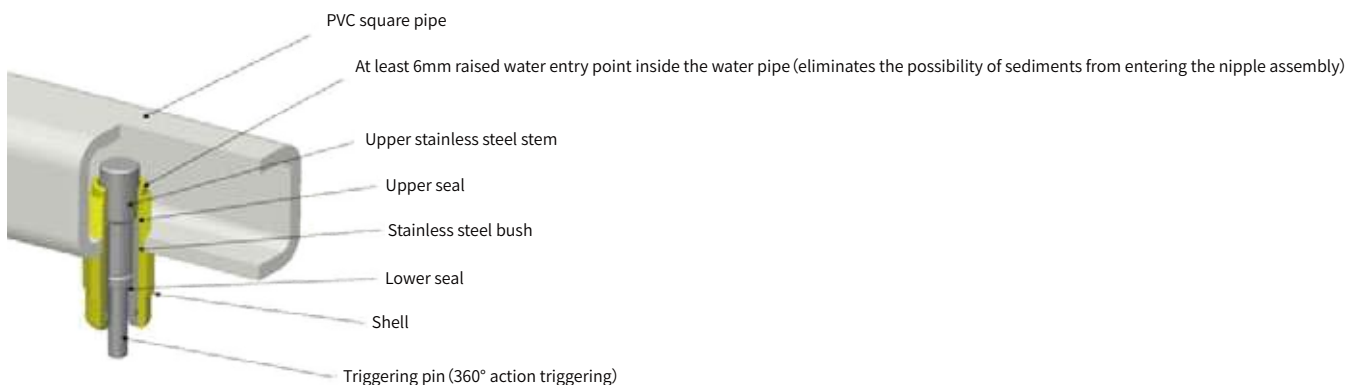 PVC square pipe
At least 6mm raised water entry point inside the water pipe (eliminates the possibility of sediments from entering the nipple assembly)
Upper stainless steel stem
Upper seal
Stainless steel bush
Lower seal
Shell
Triggering pin (360° action triggering)